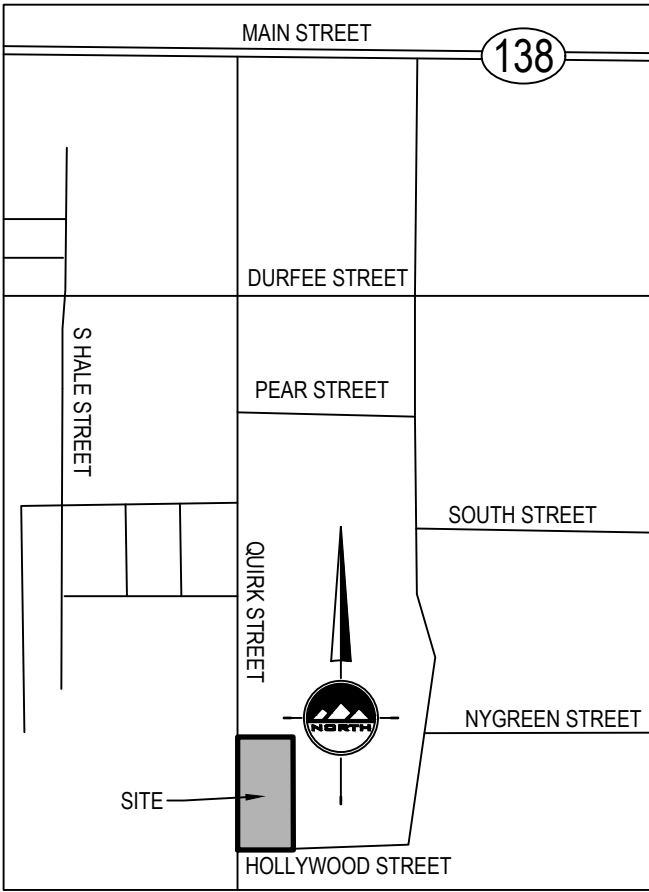 MAIN STREET
138
DURFEE STREET
S HALE STREET
PEAR STREET
SOUTH STREET
QUIRK STREET
NORTH
NYGREEN STREET
SITE
HOLLYWOOD STREET